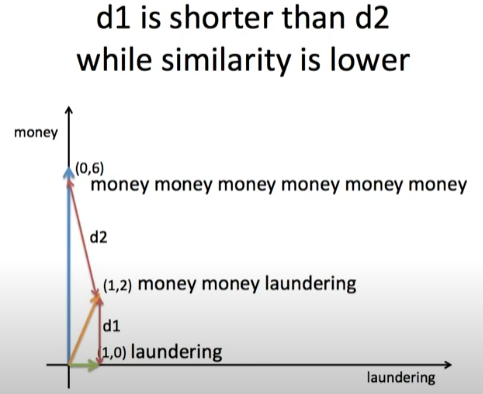 d1 is shorter than d2
while similarity is lower
money
(0,6)
money money money money money money
d2
(1,2) money money laundering
d1
(1,0) laundering
laundering